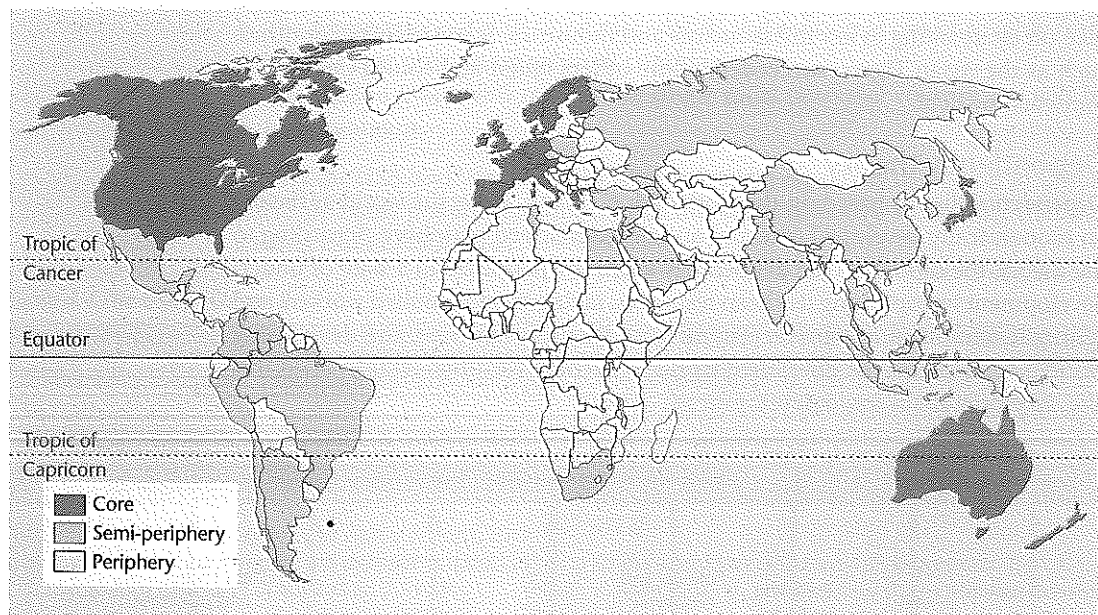 Tropic of
Cancer
Equator
Tropic of
Capricorn
Core
Semi-periphery
Periphery